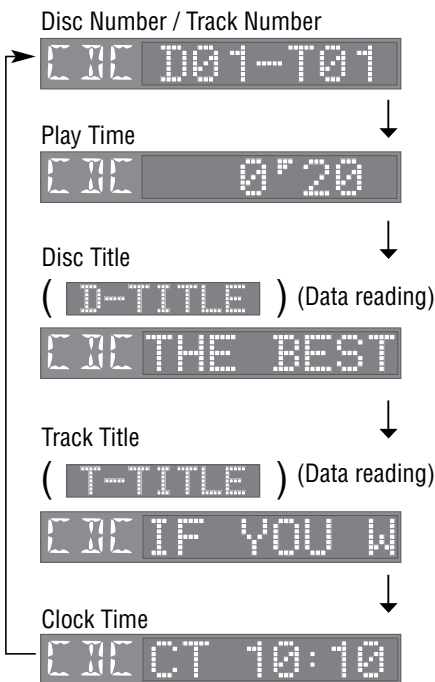 Disc Number / Track Number
CDC D01-T01
Play Time
CDC 0'20
Disc Title
( D-TITLE ) (Data reading)
CDC THE BEST
Track Title
( T-TITLE ) (Data reading)
CDC IF YOU W
Clock Time
CDC CT 10:10